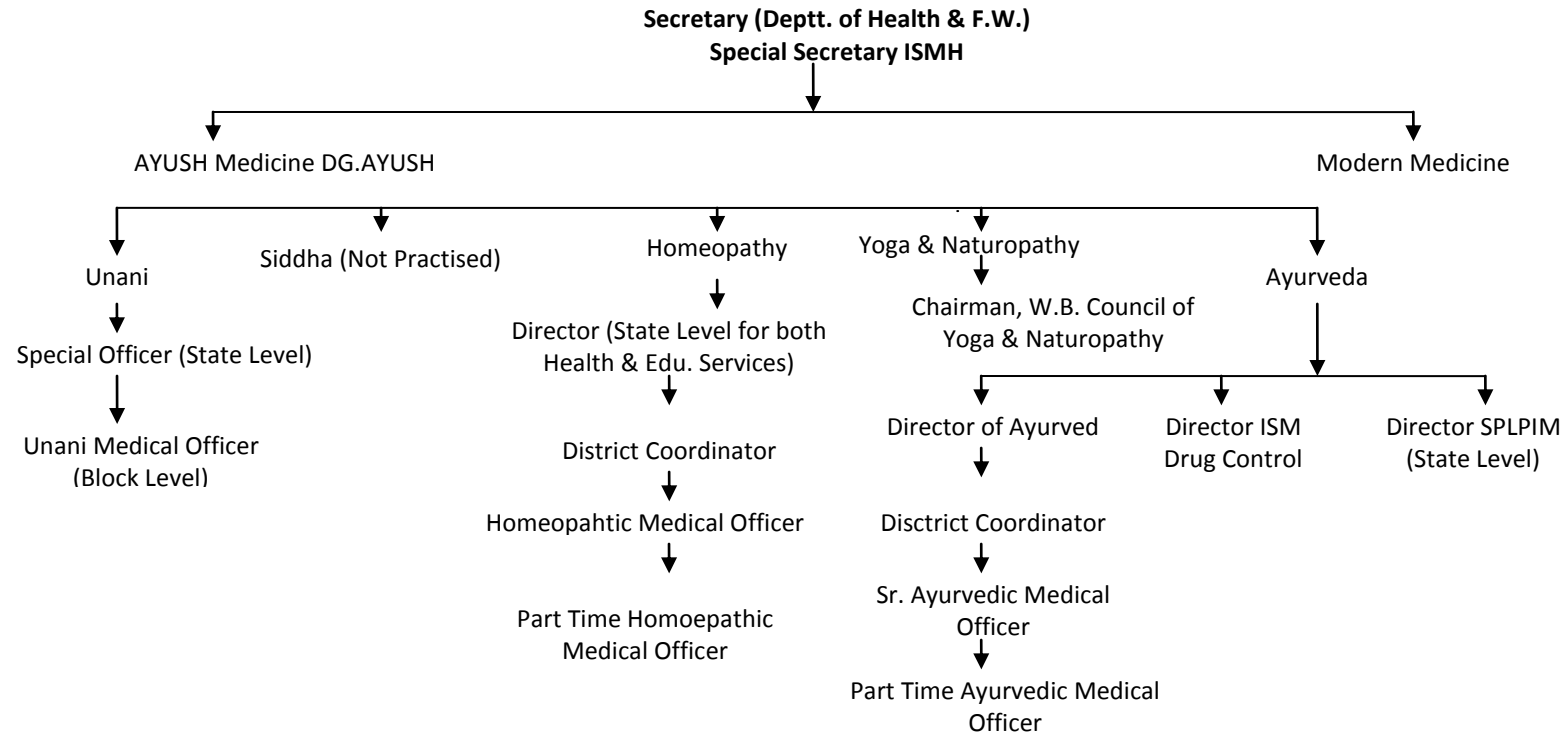 Secretary (Deptt. of Health & F.W.)
Special Secretary ISMH
AYUSH Medicine DG.AYUSH
Modern Medicine
Unani
Siddha (Not Practised)
Homeopathy
Yoga & Naturopathy
Ayurveda
Special Officer (State Level)
Director (State Level for both
Health & Edu. Services)
Chairman, W.B. Council of
Yoga & Naturopathy
Unani Medical Officer
(Block Level)
District Coordinator
Director of Ayurved
Director ISM
Drug Control
Director SPLPIM
(State Level)
Homeopahtic Medical Officer
Disctrict Coordinator
Part Time Homoepathic
Medical Officer
Sr. Ayurvedic Medical
Officer
Part Time Ayurvedic Medical
Officer